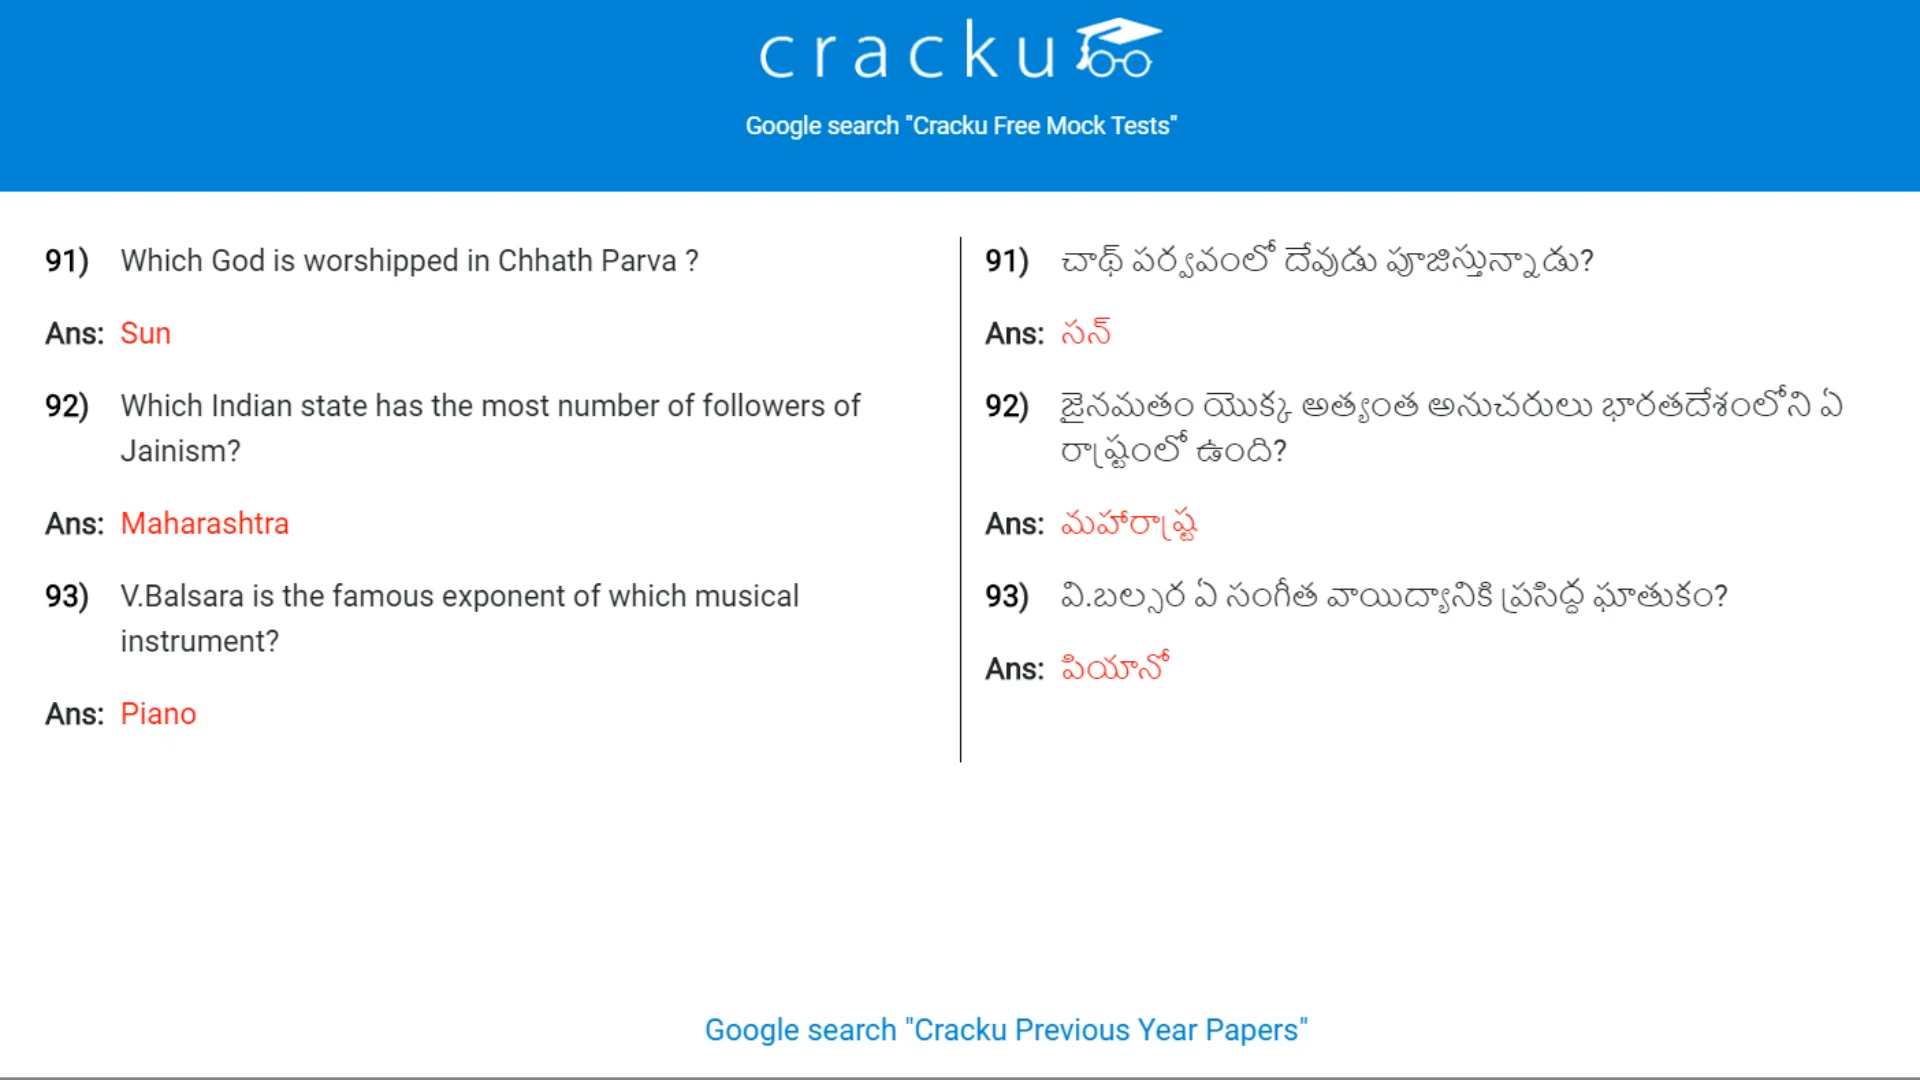 cracku
Google search "Cracku Free Mock Tests"
91) Which God is worshipped in Chhath Parva ?
Ans: Sun
92) Which Indian state has the most number of followers of
Jainism?
Ans: Maharashtra
93) V.Balsara is the famous exponent of which musical
instrument?
Ans: Piano
91) చాథ్ పర్వవంలో దేవుడు పూజిస్తున్నాడు?
Ans: సన్
92) జైనమతం యొక్క అత్యంత అనుచరులు భారతదేశంలోని ఏ
రాష్ట్రంలో ఉంది?
Ans: మహారాష్ట్ర
93) వి.బల్సర ఏ సంగీత వాయిద్యానికి ప్రసిద్ధ ఘాతుకం?
Ans: పియానో
Google search "Cracku Previous Year Papers"